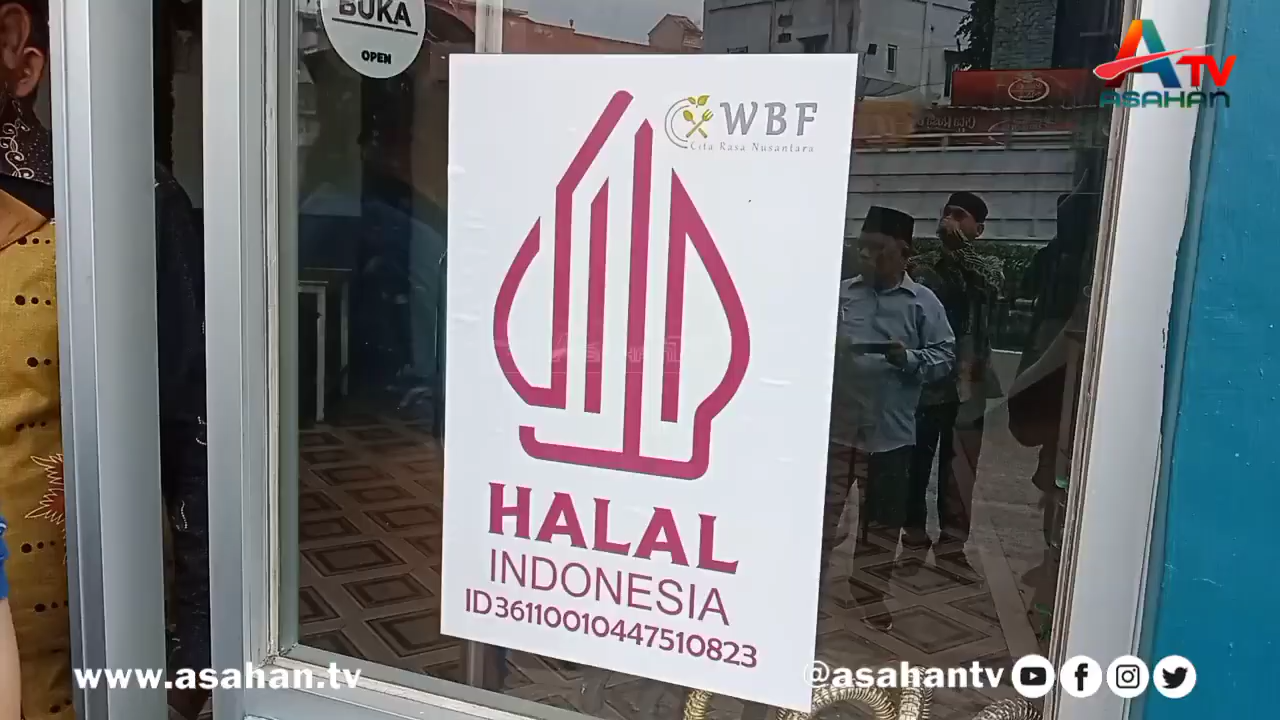 BUKA
OPEN
WBF
Cita Rasa Nusantara
HALAL
INDONESIA
ID36110010447510823
ATV
ASAHAN
www.asahan.tv
@asahantv